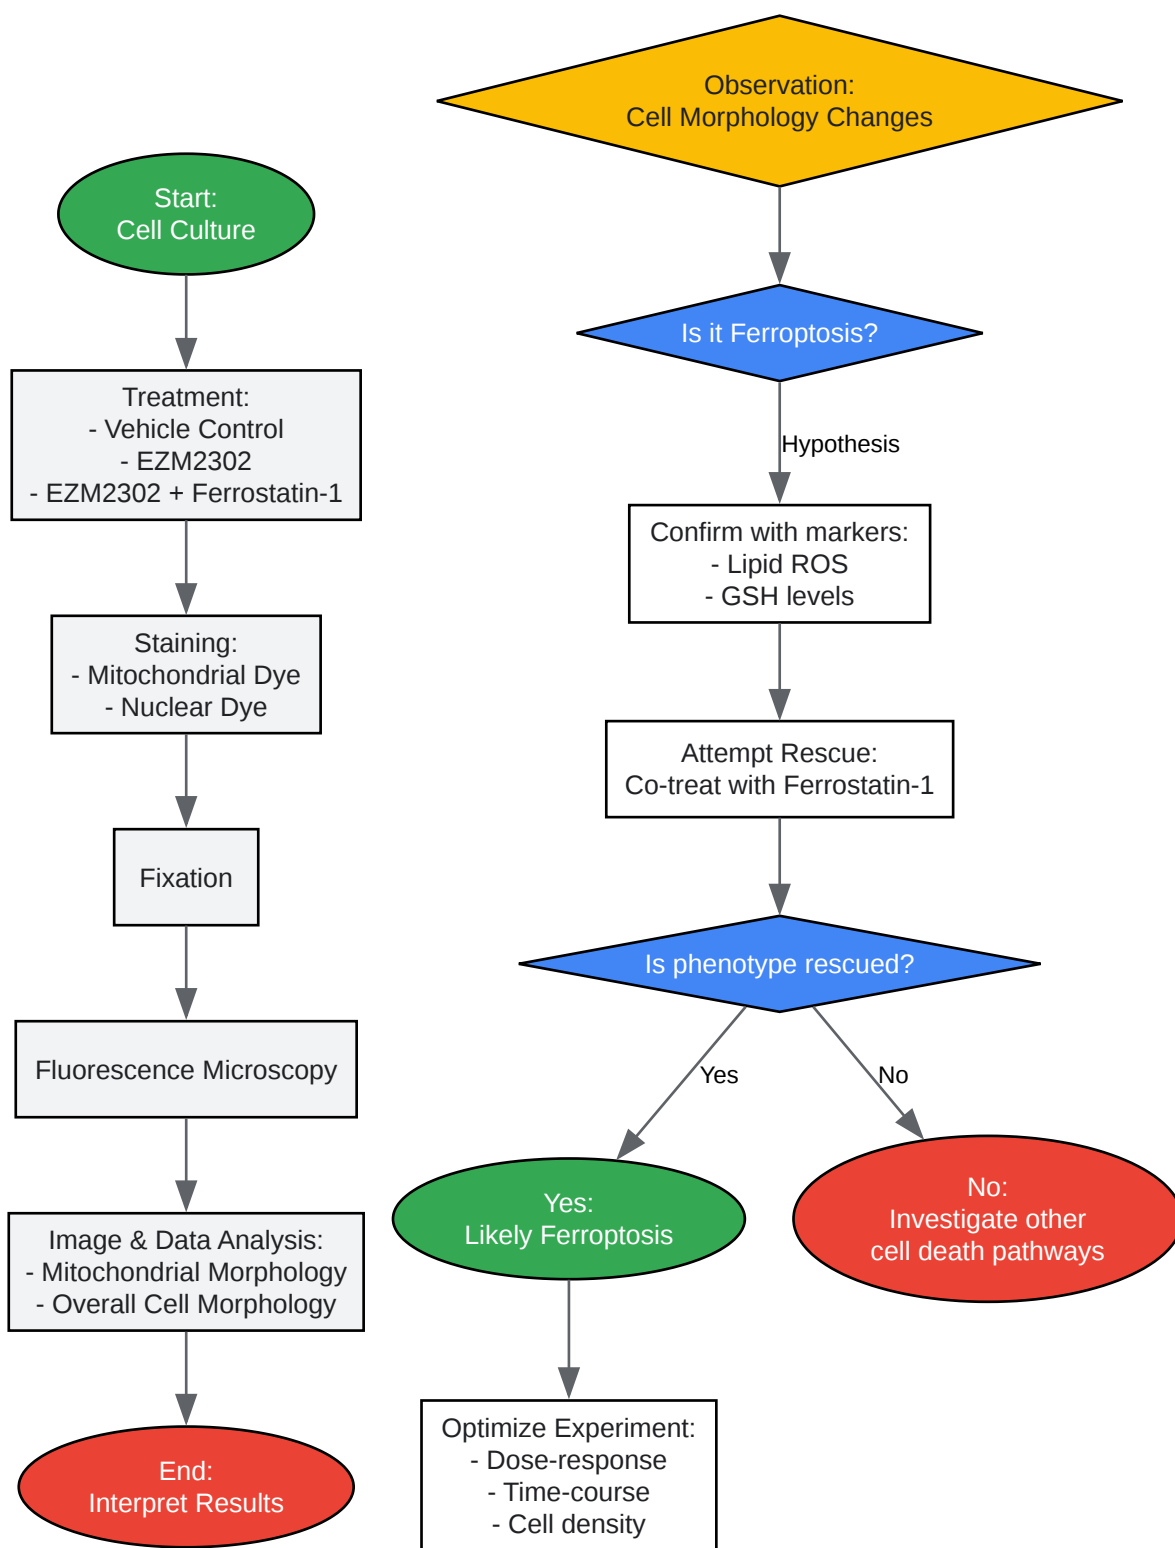 Start:
Cell Culture
Treatment:
- Vehicle Control
- EZM2302
- EZM2302 + Ferrostatin-1
Staining:
- Mitochondrial Dye
- Nuclear Dye
Fixation
Fluorescence Microscopy
Image & Data Analysis:
- Mitochondrial Morphology
- Overall Cell Morphology
End:
Interpret Results
Observation:
Cell Morphology Changes
Is it Ferroptosis?
Hypothesis
Confirm with markers:
- Lipid ROS
- GSH levels
Attempt Rescue:
Co-treat with Ferrostatin-1
Is phenotype rescued?
Yes
No
Yes:
Likely Ferroptosis
No:
Investigate other
cell death pathways
Optimize Experiment:
- Dose-response
- Time-course
- Cell density